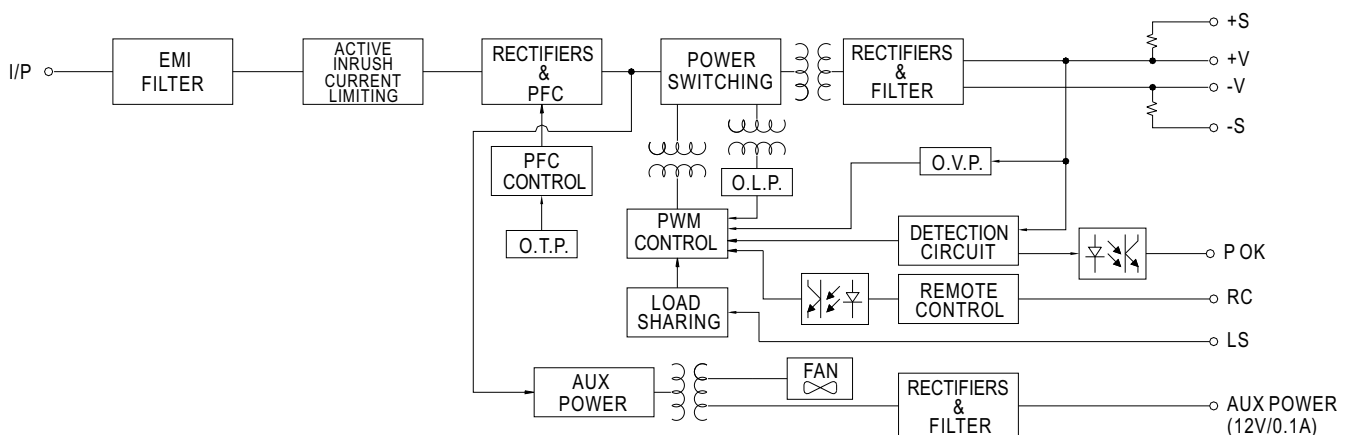 I/P
EMI
FILTER
ACTIVE
INRUSH
CURRENT
LIMITING
RECTIFIERS
&
PFC
POWER
SWITCHING
RECTIFIERS
&
FILTER
+S
+V
-V
-S
PFC
CONTROL
O.T.P.
O.L.P.
O.V.P.
PWM
CONTROL
DETECTION
CIRCUIT
P OK
LOAD
SHARING
REMOTE
CONTROL
RC
LS
AUX
POWER
FAN
RECTIFIERS
&
FILTER
AUX POWER
(12V/0.1A)